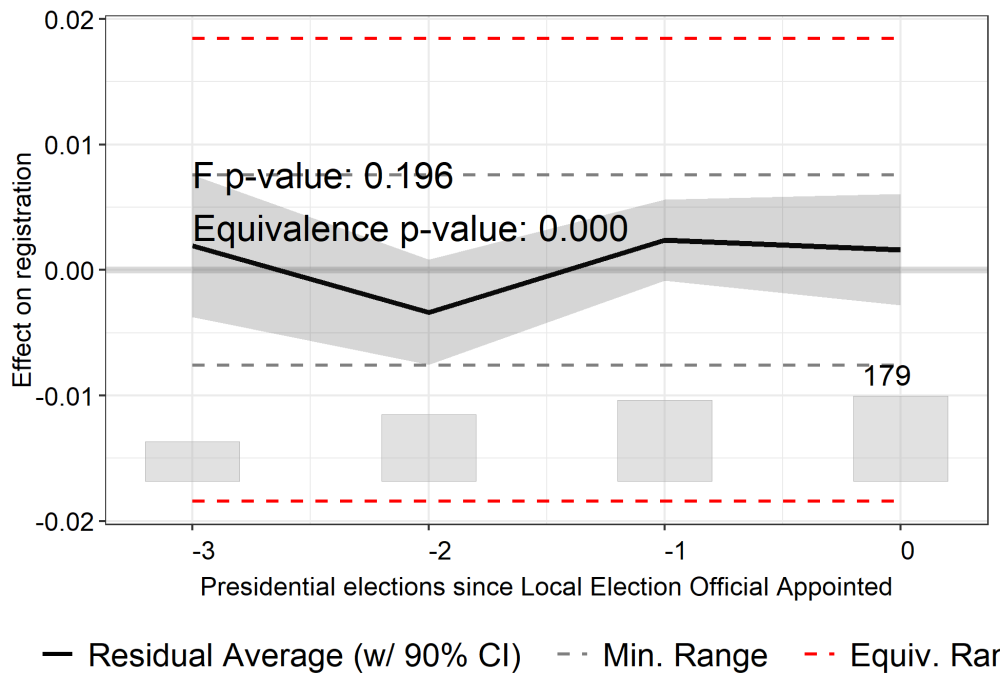 0.02
0.01
0.00
-0.01
-0.02
Effect on registration
F p-value: 0.196
Equivalence p-value: 0.000
179
-3 -2 -1 0
Presidential elections since Local Election Official Appointed
Residual Average (w/ 90% CI) Min. Range Equiv. Ran